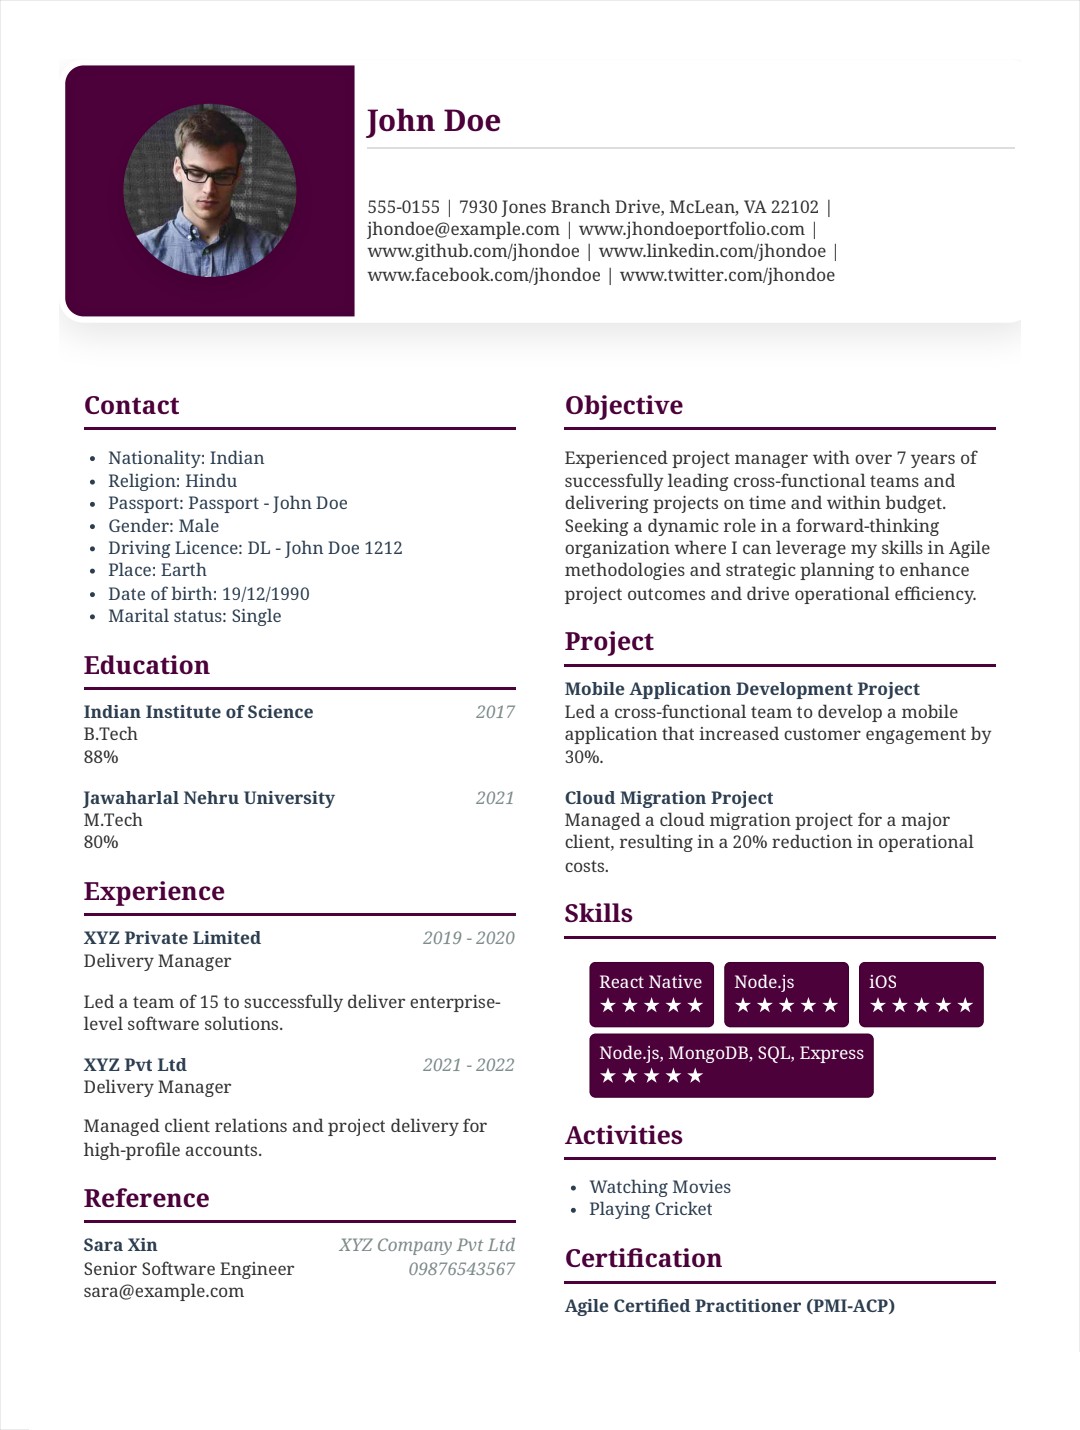 John Doe
555-0155 | 7930 Jones Branch Drive, McLean, VA 22102 |
jhondoe@example.com | www.jhondoeportfolio.com |
www.github.com/jhondoe | www.linkedin.com/jhondoe |
www.facebook.com/jhondoe | www.twitter.com/jhondoe
Contact
• Nationality: Indian
• Religion: Hindu
• Passport: Passport - John Doe
• Gender: Male
• Driving Licence: DL - John Doe 1212
• Place: Earth
• Date of birth: 19/12/1990
• Marital status: Single
Education
Indian Institute of Science 2017
B.Tech
88%
Jawaharlal Nehru University 2021
M.Tech
80%
Experience
XYZ Private Limited 2019 - 2020
Delivery Manager
Led a team of 15 to successfully deliver enterprise-
level software solutions.
XYZ Pvt Ltd 2021 - 2022
Delivery Manager
Managed client relations and project delivery for
high-profile accounts.
Reference
Sara Xin XYZ Company Pvt Ltd
Senior Software Engineer 09876543567
sara@example.com
Objective
Experienced project manager with over 7 years of
successfully leading cross-functional teams and
delivering projects on time and within budget.
Seeking a dynamic role in a forward-thinking
organization where I can leverage my skills in Agile
methodologies and strategic planning to enhance
project outcomes and drive operational efficiency.
Project
Mobile Application Development Project
Led a cross-functional team to develop a mobile
application that increased customer engagement by
30%.
Cloud Migration Project
Managed a cloud migration project for a major
client, resulting in a 20% reduction in operational
costs.
Skills
React Native Node.js iOS
★★★★★ ★★★★★ ★★★★★
Node.js, MongoDB, SQL, Express
★★★★★
Activities
• Watching Movies
• Playing Cricket
Certification
Agile Certified Practitioner (PMI-ACP)